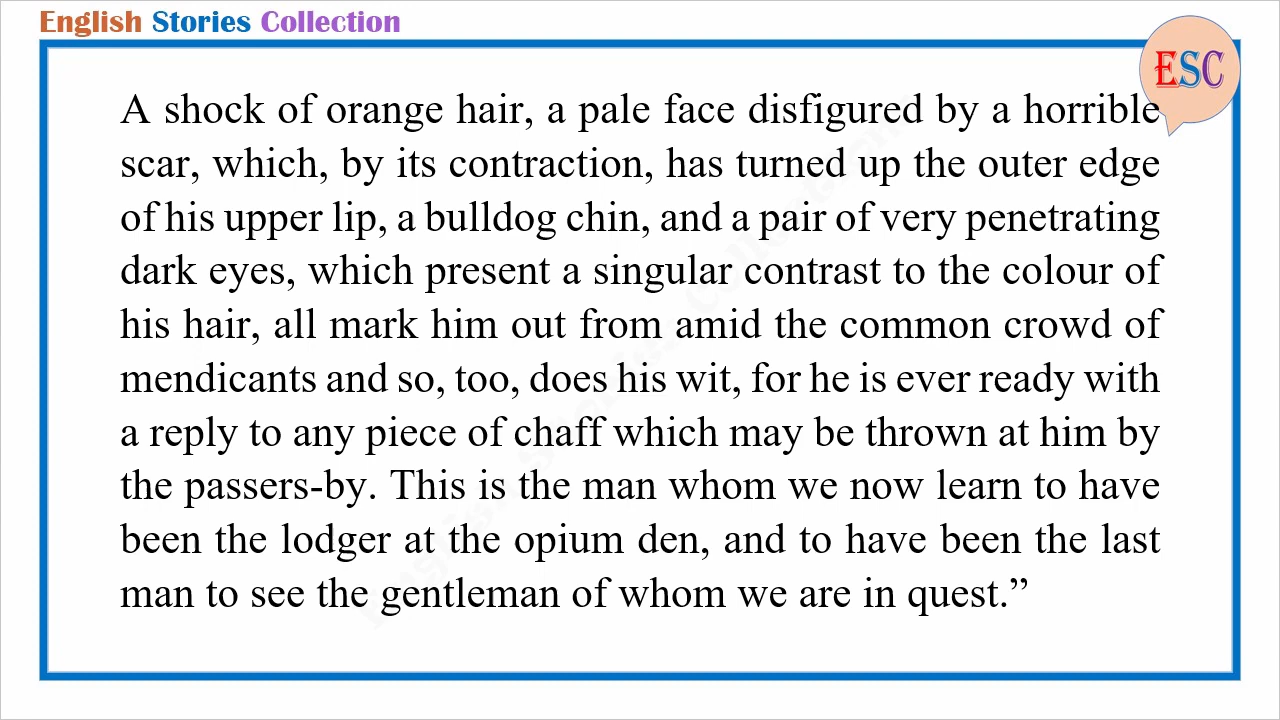 English Stories Collection
ESC
A shock of orange hair, a pale face disfigured by a horrible
scar, which, by its contraction, has turned up the outer edge
of his upper lip, a bulldog chin, and a pair of very penetrating
dark eyes, which present a singular contrast to the colour of
his hair, all mark him out from amid the common crowd of
mendicants and so, too, does his wit, for he is ever ready with
a reply to any piece of chaff which may be thrown at him by
the passers-by. This is the man whom we now learn to have
been the lodger at the opium den, and to have been the last
man to see the gentleman of whom we are in quest.”
English Stories Collection